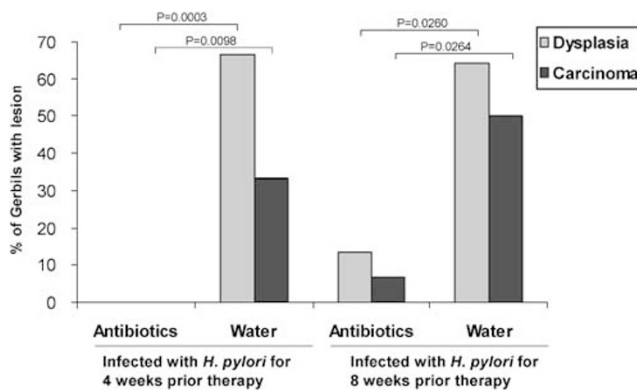 P=0.0003
P=0.0098
P=0.0260
P=0.0264
Dysplasia
Carcinoma
% of Gerbils with lesion
70
60
50
40
30
20
10
0
Antibiotics Water Antibiotics Water
Infected with H. pylori for
4 weeks prior therapy
Infected with H. pylori for
8 weeks prior therapy